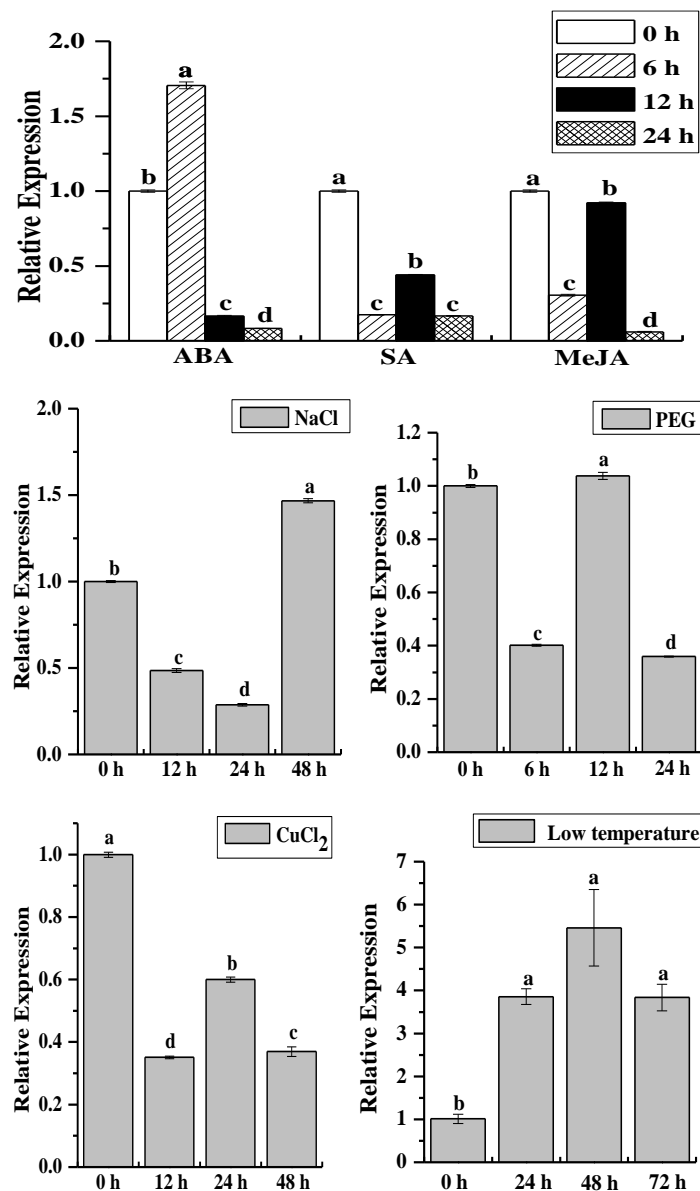 2.0
1.5
1.0
0.5
0.0
Relative Expression
0 h
6 h
12 h
24 h
b
a
c
d
a
c
b
c
a
c
b
d
ABA SA MeJA
NaCl
2.0
1.5
1.0
0.5
0.0
Relative Expression
b
c
d
a
0 h 12 h 24 h 48 h
PEG
1.2
1.0
0.8
0.6
0.4
0.2
0.0
Relative Expression
b
c
a
d
0 h 6 h 12 h 24 h
CuCl₂
1.0
0.8
0.6
0.4
0.2
0.0
Relative Expression
a
d
b
c
0 h 12 h 24 h 48 h
Low temperature
7
6
5
4
3
2
1
0
Relative Expression
b
a
a
a
0 h 24 h 48 h 72 h